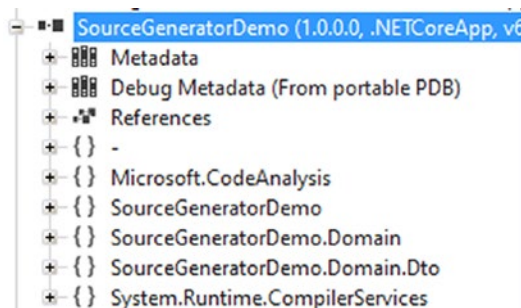 SourceGeneratorDemo (1.0.0.0, .NETCoreApp, v6
Metadata
Debug Metadata (From portable PDB)
References
{ } -
{ } Microsoft.CodeAnalysis
{ } SourceGeneratorDemo
{ } SourceGeneratorDemo.Domain
{ } SourceGeneratorDemo.Domain.Dto
{ } System.Runtime.CompilerServices